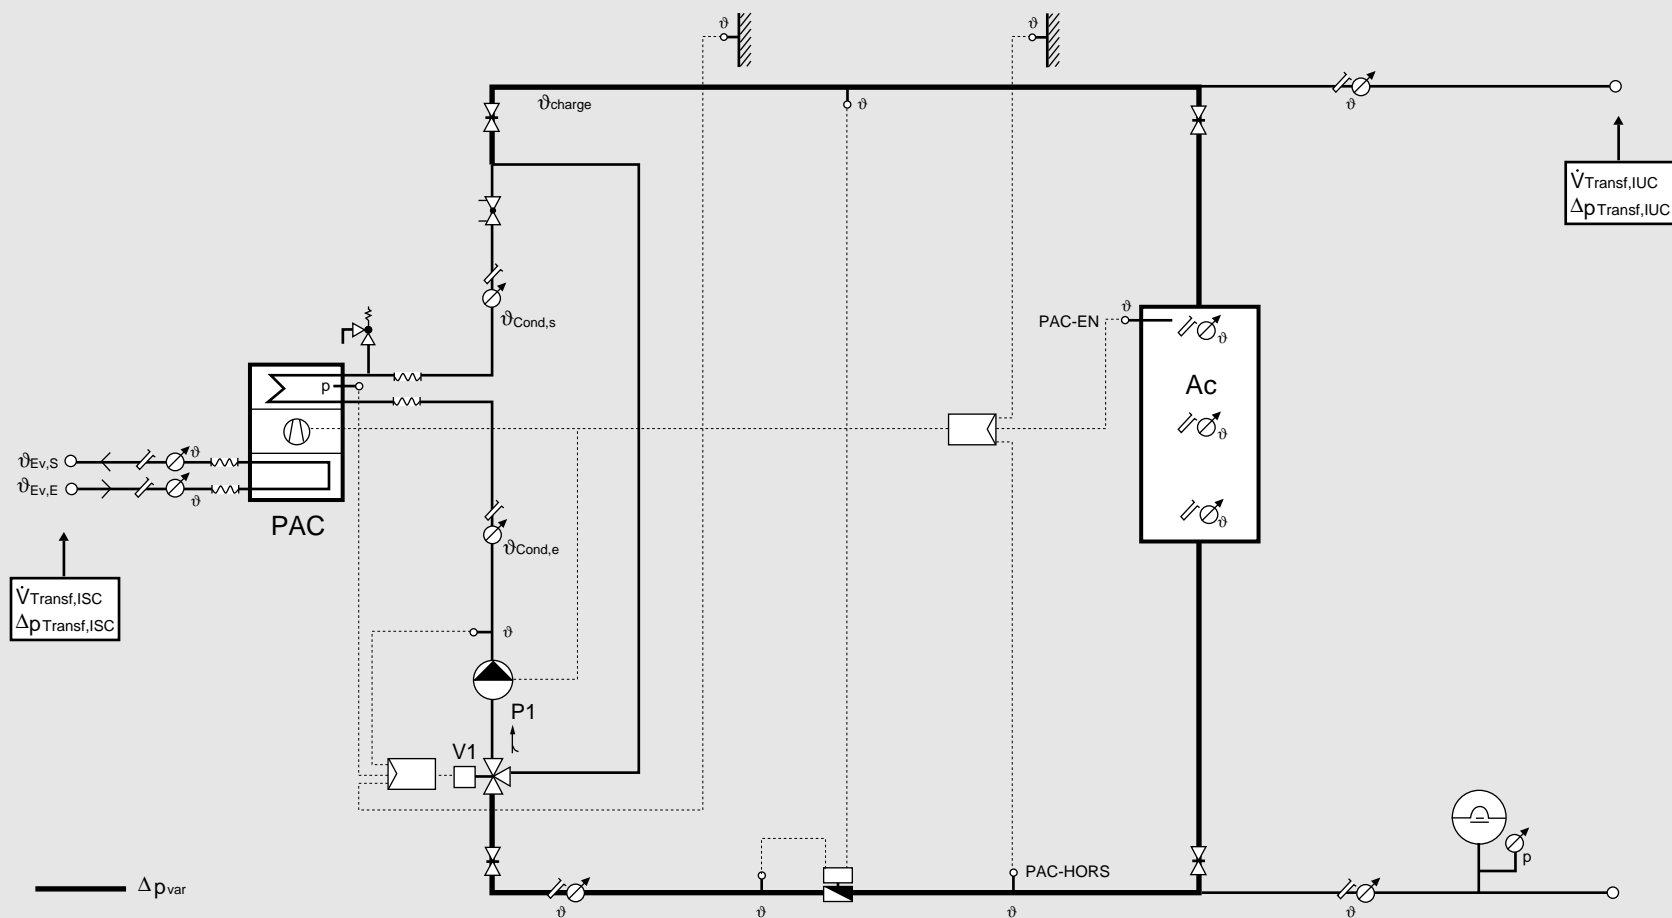 ϑ
ϑ
ϑcharge
ϑ
ϑ
V̇Transf,IUC
ΔpTransf,IUC
ϑCond,s
ϑ
PAC-EN
ϑ
p
Ac
ϑ
ϑEv,S
ϑ
ϑEv,E
ϑ
PAC
ϑ
ϑCond,e
V̇Transf,ISC
ΔpTransf,ISC
ϑ
P1
V1
p
PAC-HORS
Δpvar
ϑ
ϑ
ϑ
ϑ